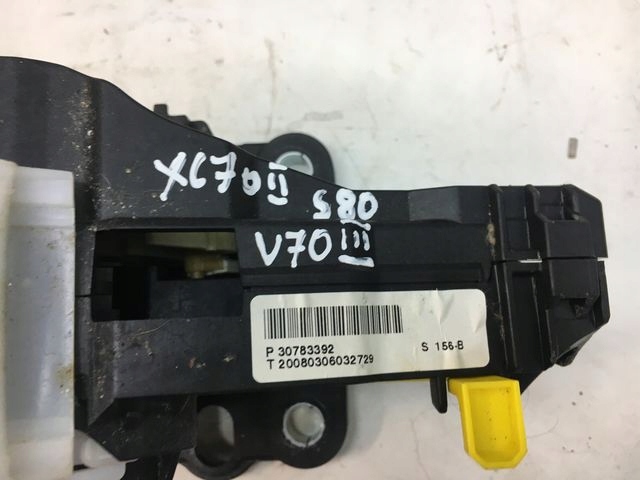 XC70 II
S80
V70 III
P 30783392
S 156-B
T 20080306032729